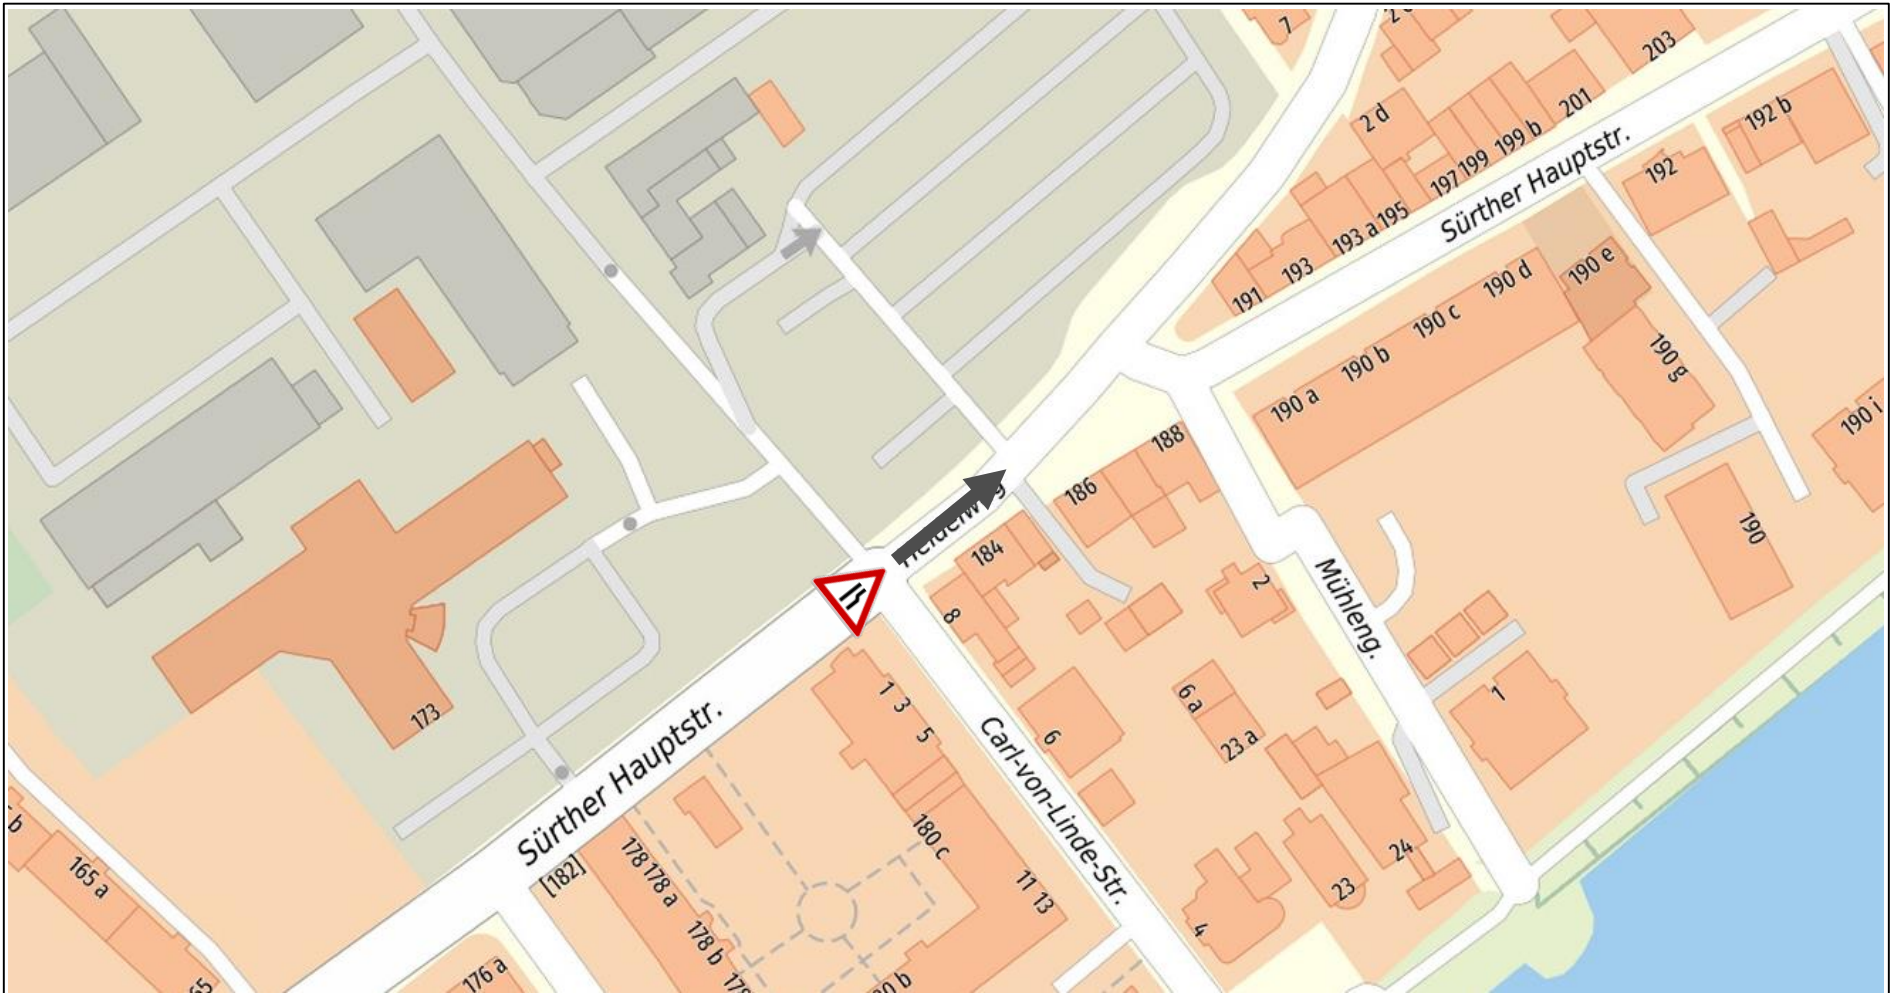 7
203
2 d
201
192 b
199 b
199
197
Sürther Hauptstr.
192
195
193 a
193
191
190 e
190 d
190 c
190 b
190 a
190 g
190 i
188
186
190
184
8
2
Mühleng.
1
3
5
6 a
6
23 a
1
173
Sürther Hauptstr.
Carl-von-Linde-Str.
b
165 a
[182]
178
178 a
180 c
11
13
24
23
4
178 b
176 a